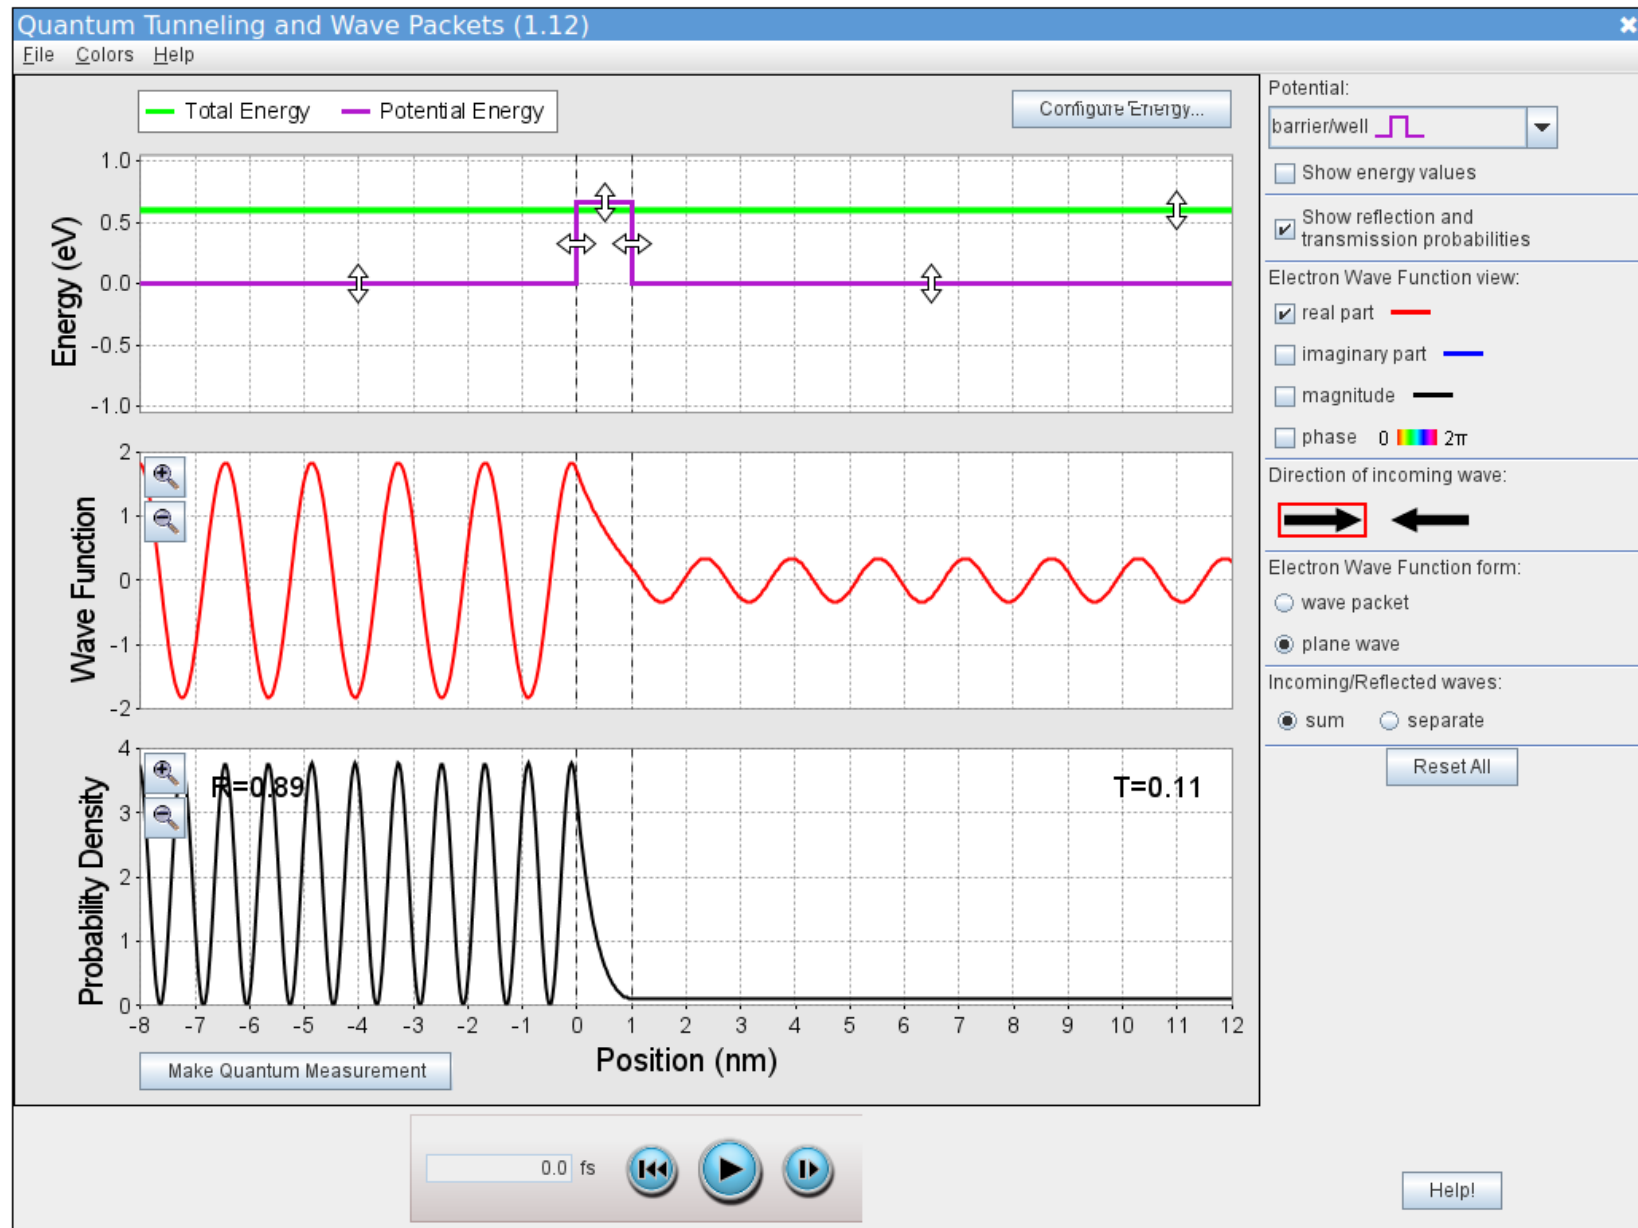 Quantum Tunneling and Wave Packets (1.12)
File Colors Help
Total Energy Potential Energy
Configure Energy...
Energy (eV)
1.0
0.5
0.0
-0.5
-1.0
Wave Function
2
1
0
-1
-2
Probability Density
4
3
2
1
0
R=0.89
T=0.11
-8 -7 -6 -5 -4 -3 -2 -1 0 1 2 3 4 5 6 7 8 9 10 11 12
Position (nm)
Make Quantum Measurement
0.0 fs
Potential:
barrier/well
Show energy values
Show reflection and
transmission probabilities
Electron Wave Function view:
real part
imaginary part
magnitude
phase 0 2π
Direction of incoming wave:
Electron Wave Function form:
wave packet
plane wave
Incoming/Reflected waves:
sum separate
Reset All
Help!